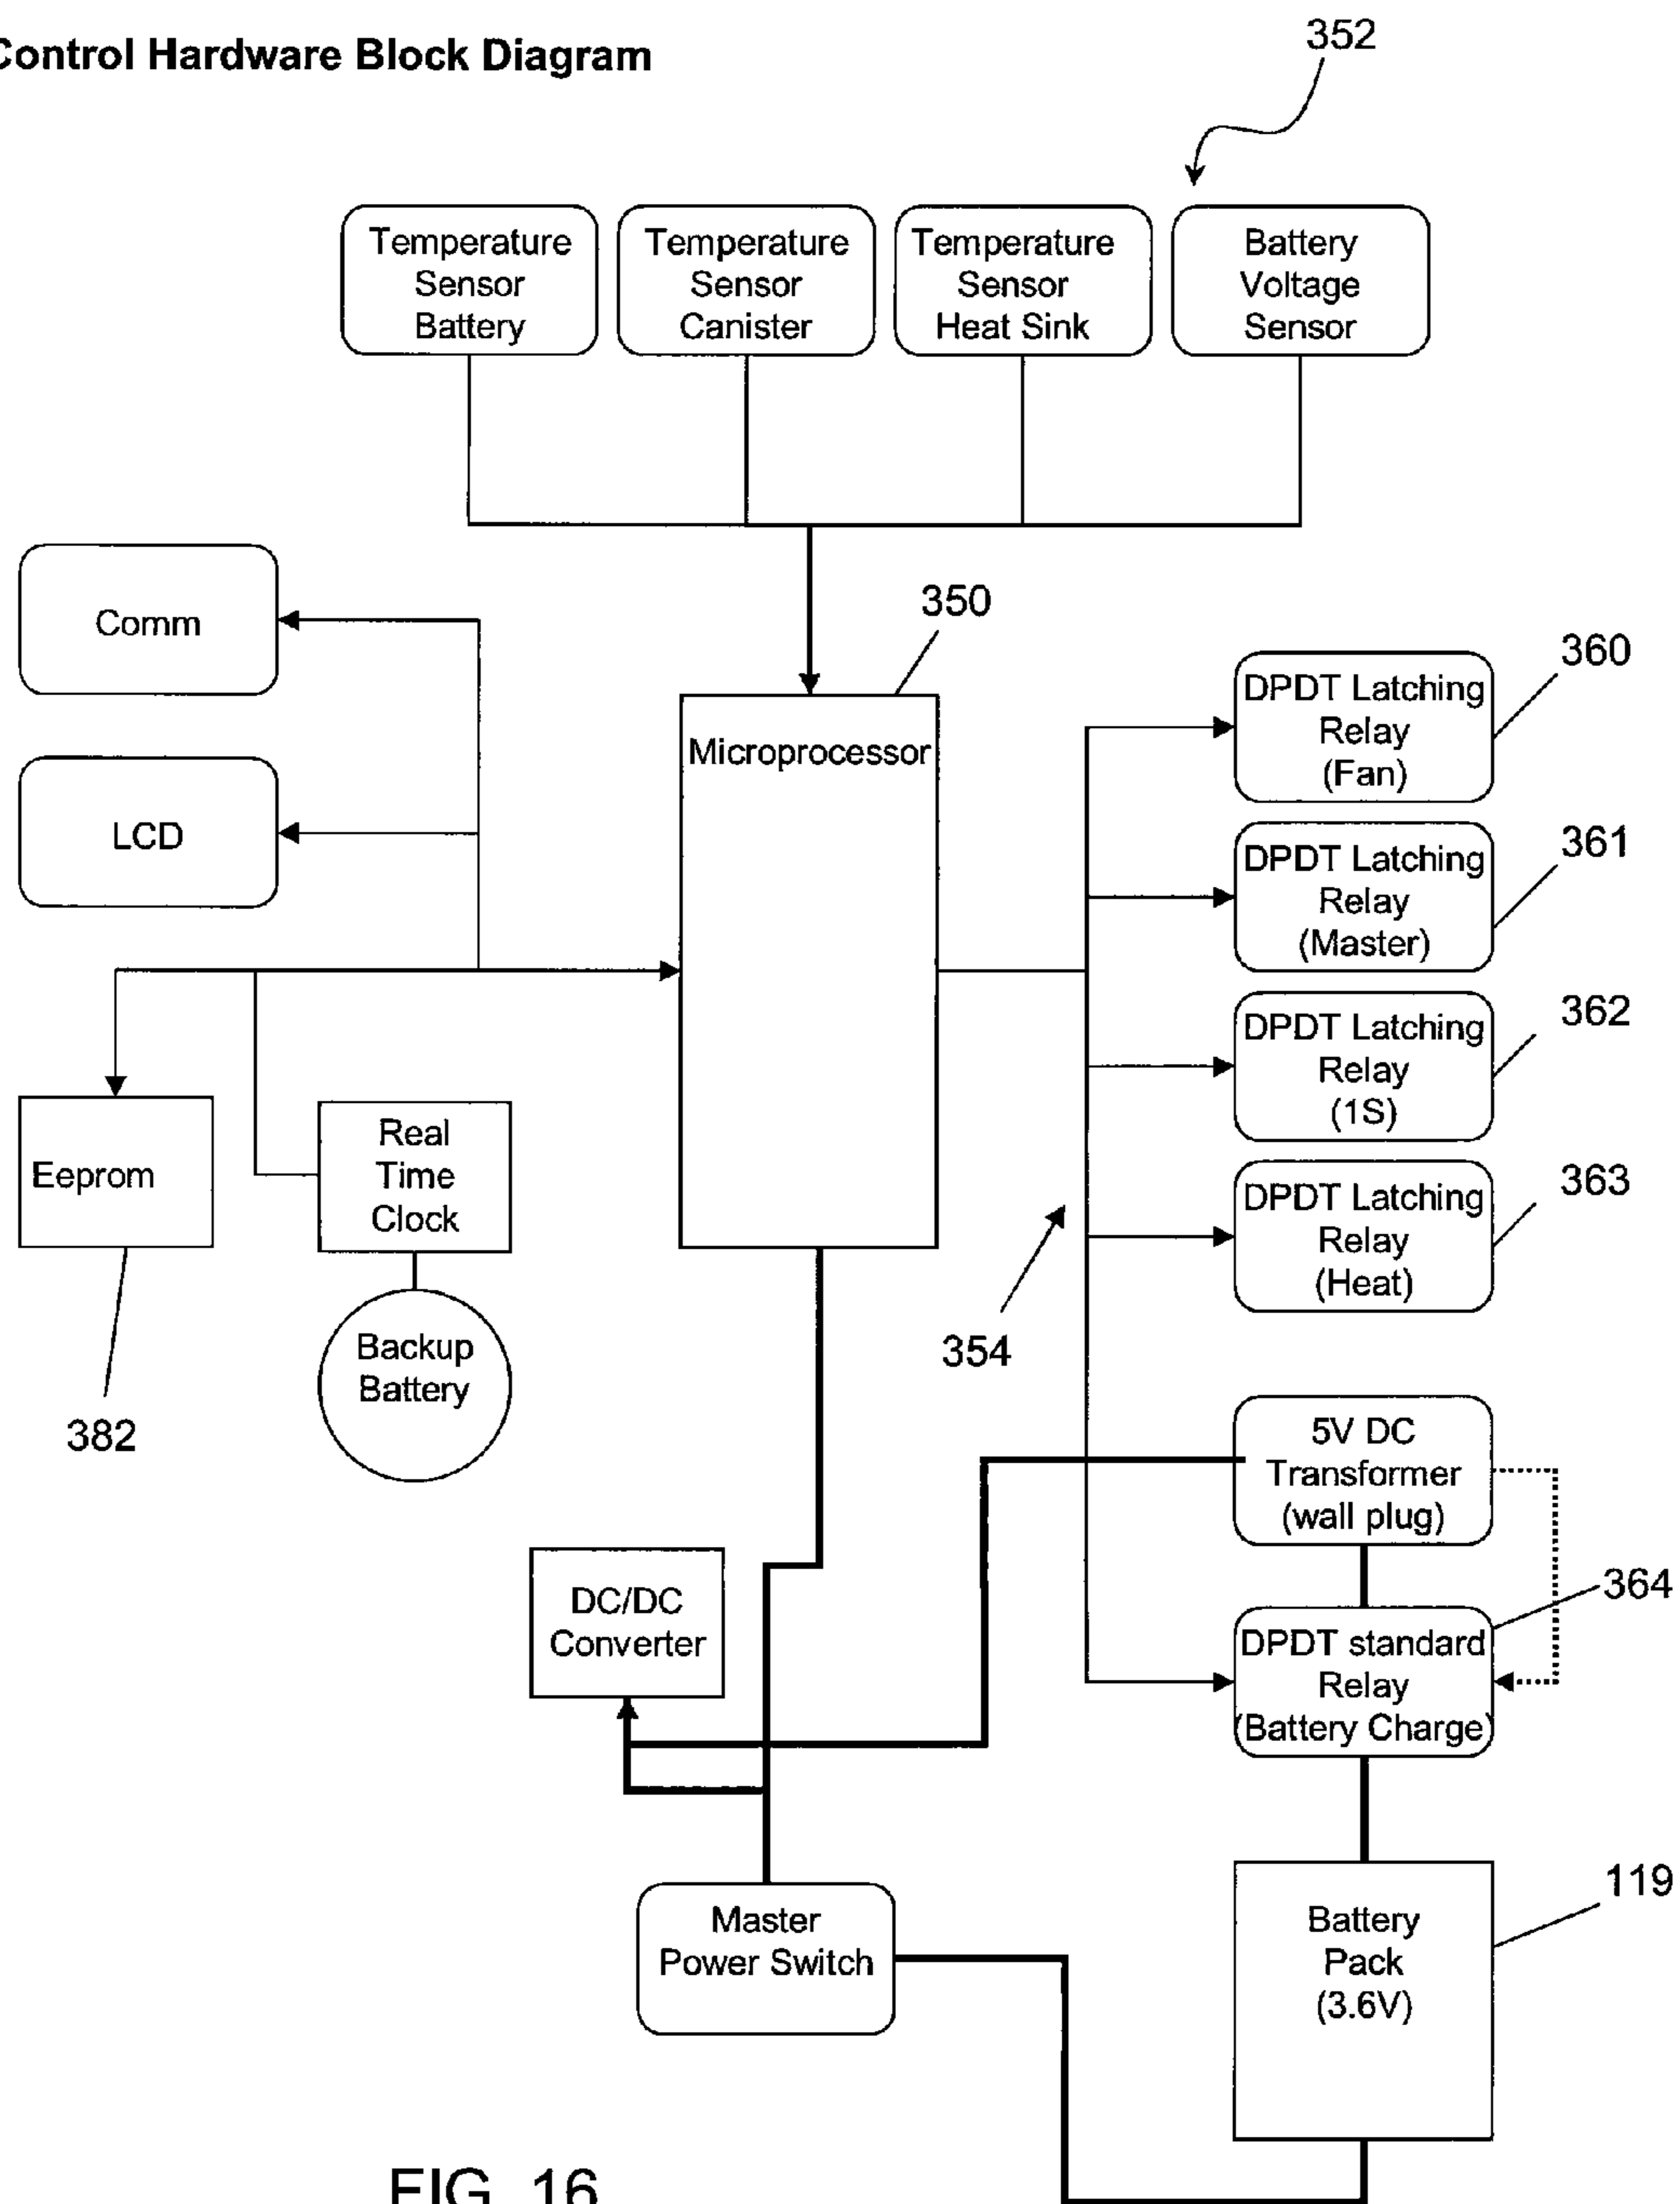 Control Hardware Block Diagram
352
Temperature
Sensor
Battery
Temperature
Sensor
Canister
Temperature
Sensor
Heat Sink
Battery
Voltage
Sensor
Comm
LCD
350
Microprocessor
DPDT Latching
Relay
(Fan)
360
DPDT Latching
Relay
(Master)
361
DPDT Latching
Relay
(1S)
362
DPDT Latching
Relay
(Heat)
363
354
Eeprom
382
Real
Time
Clock
Backup
Battery
5V DC
Transformer
(wall plug)
364
DPDT standard
Relay
(Battery Charge)
DC/DC
Converter
Master
Power Switch
Battery
Pack
(3.6V)
119
FIG. 16